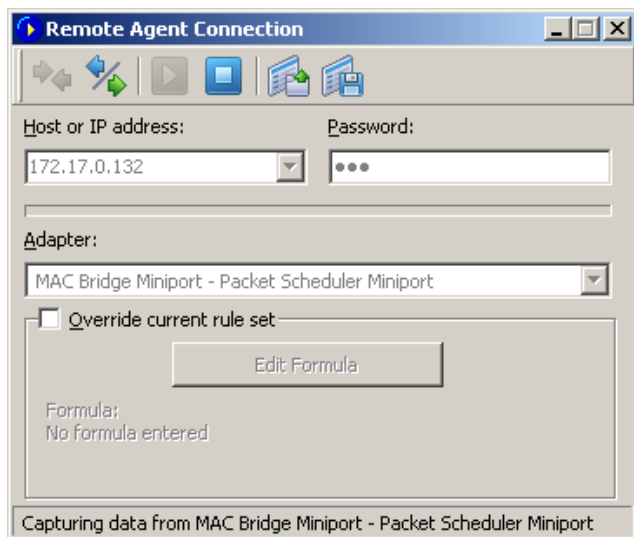 Remote Agent Connection
Host or IP address: Password:
172.17.0.132 •••
Adapter:
MAC Bridge Miniport - Packet Scheduler Miniport
Override current rule set
Edit Formula
Formula:
No formula entered
Capturing data from MAC Bridge Miniport - Packet Scheduler Miniport